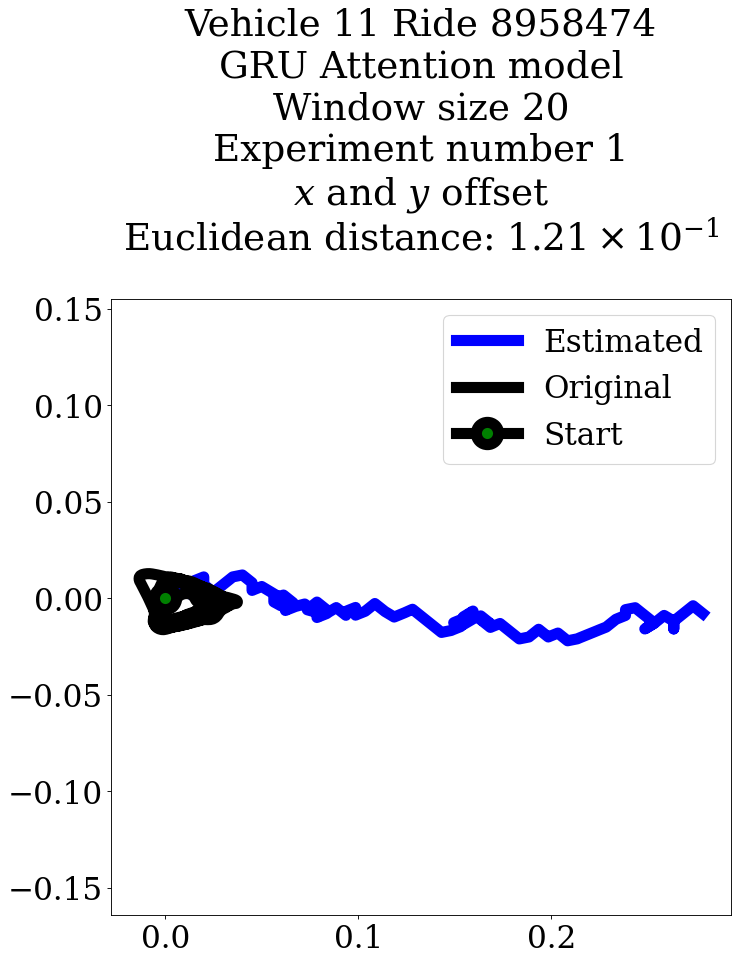 Vehicle 11 Ride 8958474
GRU Attention model
Window size 20
Experiment number 1
x and y offset
Euclidean distance: 1.21 × 10⁻¹
0.15
0.10
0.05
0.00
−0.05
−0.10
−0.15
Estimated
Original
Start
0.0 0.1 0.2